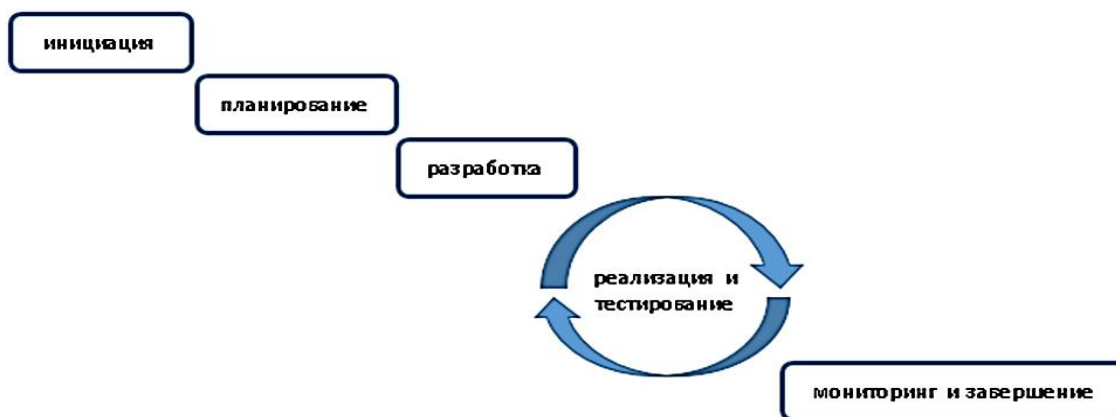 инициация
планирование
разработка
реализация и
тестирование
мониторинг и завершение